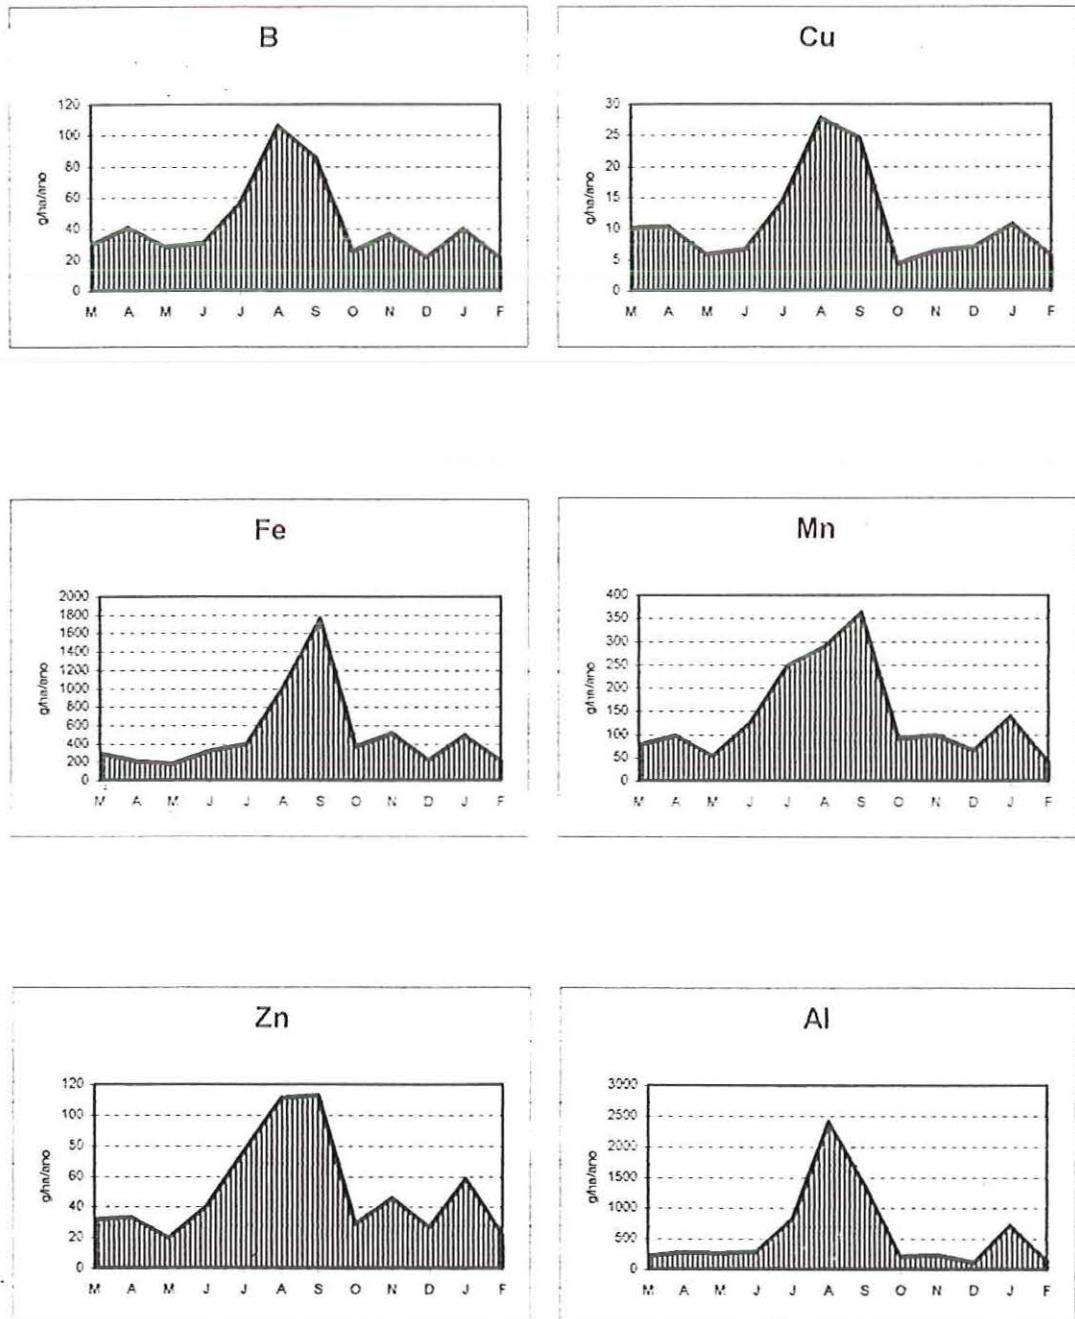 B
g/ha/ano
120
100
80
60
40
20
0
M A M J J A S O N D J F
Cu
g/ha/ano
30
25
20
15
10
5
0
M A M J J A S O N D J F
Fe
g/ha/ano
2000
1800
1600
1400
1200
1000
800
600
400
200
0
M A M J J A S O N D J F
Mn
g/ha/ano
400
350
300
250
200
150
100
50
0
M A M J J A S O N D J F
Zn
g/ha/ano
120
100
80
60
40
20
0
M A M J J A S O N D J F
Al
g/ha/ano
3000
2500
2000
1500
1000
500
0
M A M J J A S O N D J F